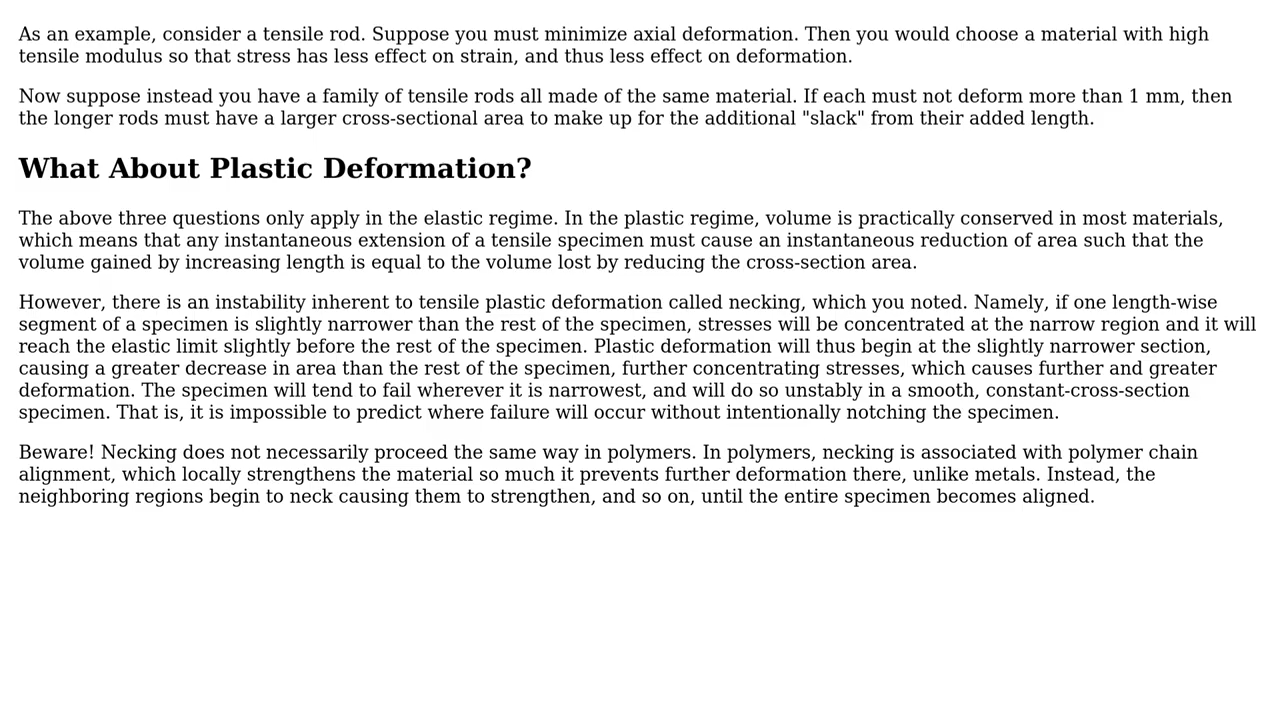 As an example, consider a tensile rod. Suppose you must minimize axial deformation. Then you would choose a material with high
tensile modulus so that stress has less effect on strain, and thus less effect on deformation.
Now suppose instead you have a family of tensile rods all made of the same material. If each must not deform more than 1 mm, then
the longer rods must have a larger cross-sectional area to make up for the additional "slack" from their added length.
What About Plastic Deformation?
The above three questions only apply in the elastic regime. In the plastic regime, volume is practically conserved in most materials,
which means that any instantaneous extension of a tensile specimen must cause an instantaneous reduction of area such that the
volume gained by increasing length is equal to the volume lost by reducing the cross-section area.
However, there is an instability inherent to tensile plastic deformation called necking, which you noted. Namely, if one length-wise
segment of a specimen is slightly narrower than the rest of the specimen, stresses will be concentrated at the narrow region and it will
reach the elastic limit slightly before the rest of the specimen. Plastic deformation will thus begin at the slightly narrower section,
causing a greater decrease in area than the rest of the specimen, further concentrating stresses, which causes further and greater
deformation. The specimen will tend to fail wherever it is narrowest, and will do so unstably in a smooth, constant-cross-section
specimen. That is, it is impossible to predict where failure will occur without intentionally notching the specimen.
Beware! Necking does not necessarily proceed the same way in polymers. In polymers, necking is associated with polymer chain
alignment, which locally strengthens the material so much it prevents further deformation there, unlike metals. Instead, the
neighboring regions begin to neck causing them to strengthen, and so on, until the entire specimen becomes aligned.